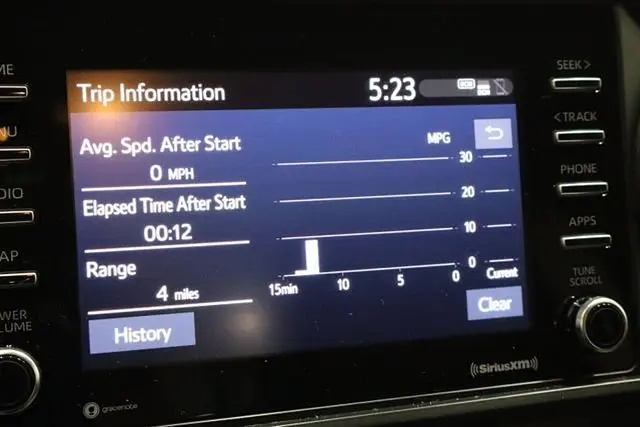 Trip Information 5:23
Avg. Spd. After Start
0 MPH
Elapsed Time After Start
00:12
Range
4 miles
History
MPG
30
20
10
0
15min 10 5 0 Current
Clear
SEEK >
< TRACK
PHONE
APPS
TUNE
SCROLL
((SiriusXM))
gracenote